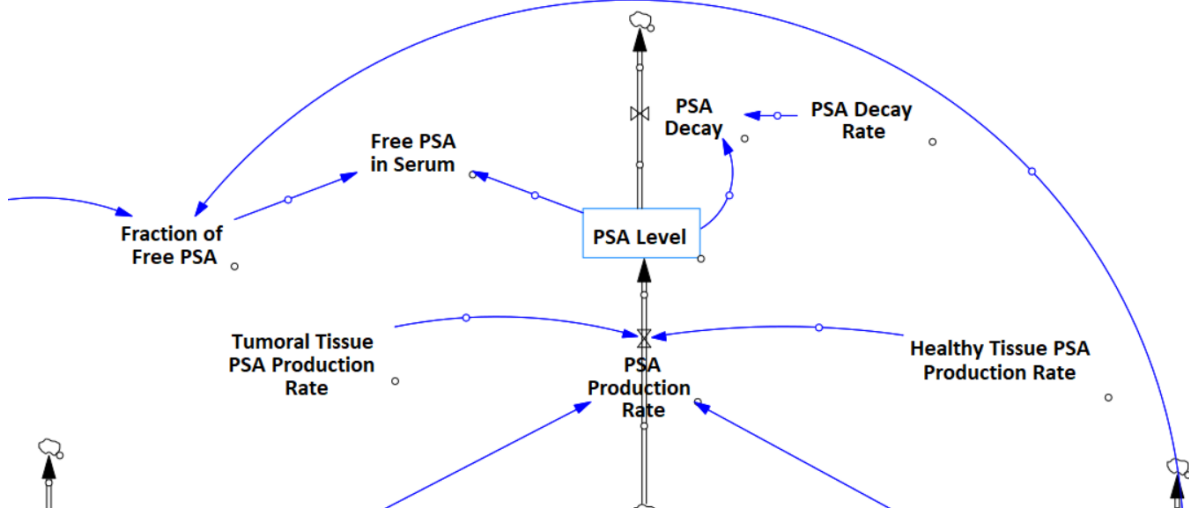 PSA
Decay
PSA Decay
Rate
Free PSA
in Serum
Fraction of
Free PSA
PSA Level
Tumoral Tissue
PSA Production
Rate
PSA
Production
Rate
Healthy Tissue PSA
Production Rate